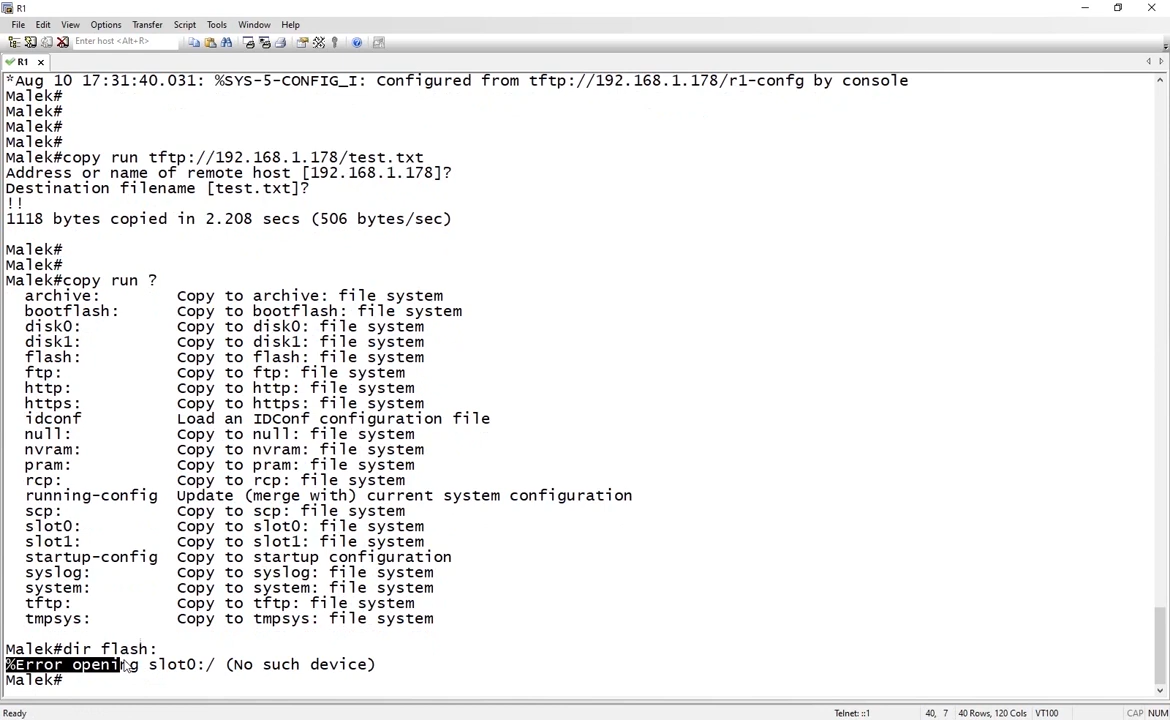 R1
File Edit View Options Transfer Script Tools Window Help
Enter host <Alt+R>
R1
*Aug 10 17:31:40.031: %SYS-5-CONFIG_I: Configured from tftp://192.168.1.178/r1-confg by console
Malek#
Malek#
Malek#
Malek#
Malek#copy run tftp://192.168.1.178/test.txt
Address or name of remote host [192.168.1.178]?
Destination filename [test.txt]?
!!
1118 bytes copied in 2.208 secs (506 bytes/sec)
Malek#
Malek#
Malek#copy run ?
archive: Copy to archive: file system
bootflash: Copy to bootflash: file system
disk0: Copy to disk0: file system
disk1: Copy to disk1: file system
flash: Copy to flash: file system
ftp: Copy to ftp: file system
http: Copy to http: file system
https: Copy to https: file system
idconf Load an IDConf configuration file
null: Copy to null: file system
nvram: Copy to nvram: file system
pram: Copy to pram: file system
rcp: Copy to rcp: file system
running-config Update (merge with) current system configuration
scp: Copy to scp: file system
slot0: Copy to slot0: file system
slot1: Copy to slot1: file system
startup-config Copy to startup configuration
syslog: Copy to syslog: file system
system: Copy to system: file system
tftp: Copy to tftp: file system
tmpsys: Copy to tmpsys: file system
Malek#dir flash:
%Error opening slot0:/ (No such device)
Malek#
Ready Telnet: ::1 40, 7 40 Rows, 120 Cols VT100 CAP NUM